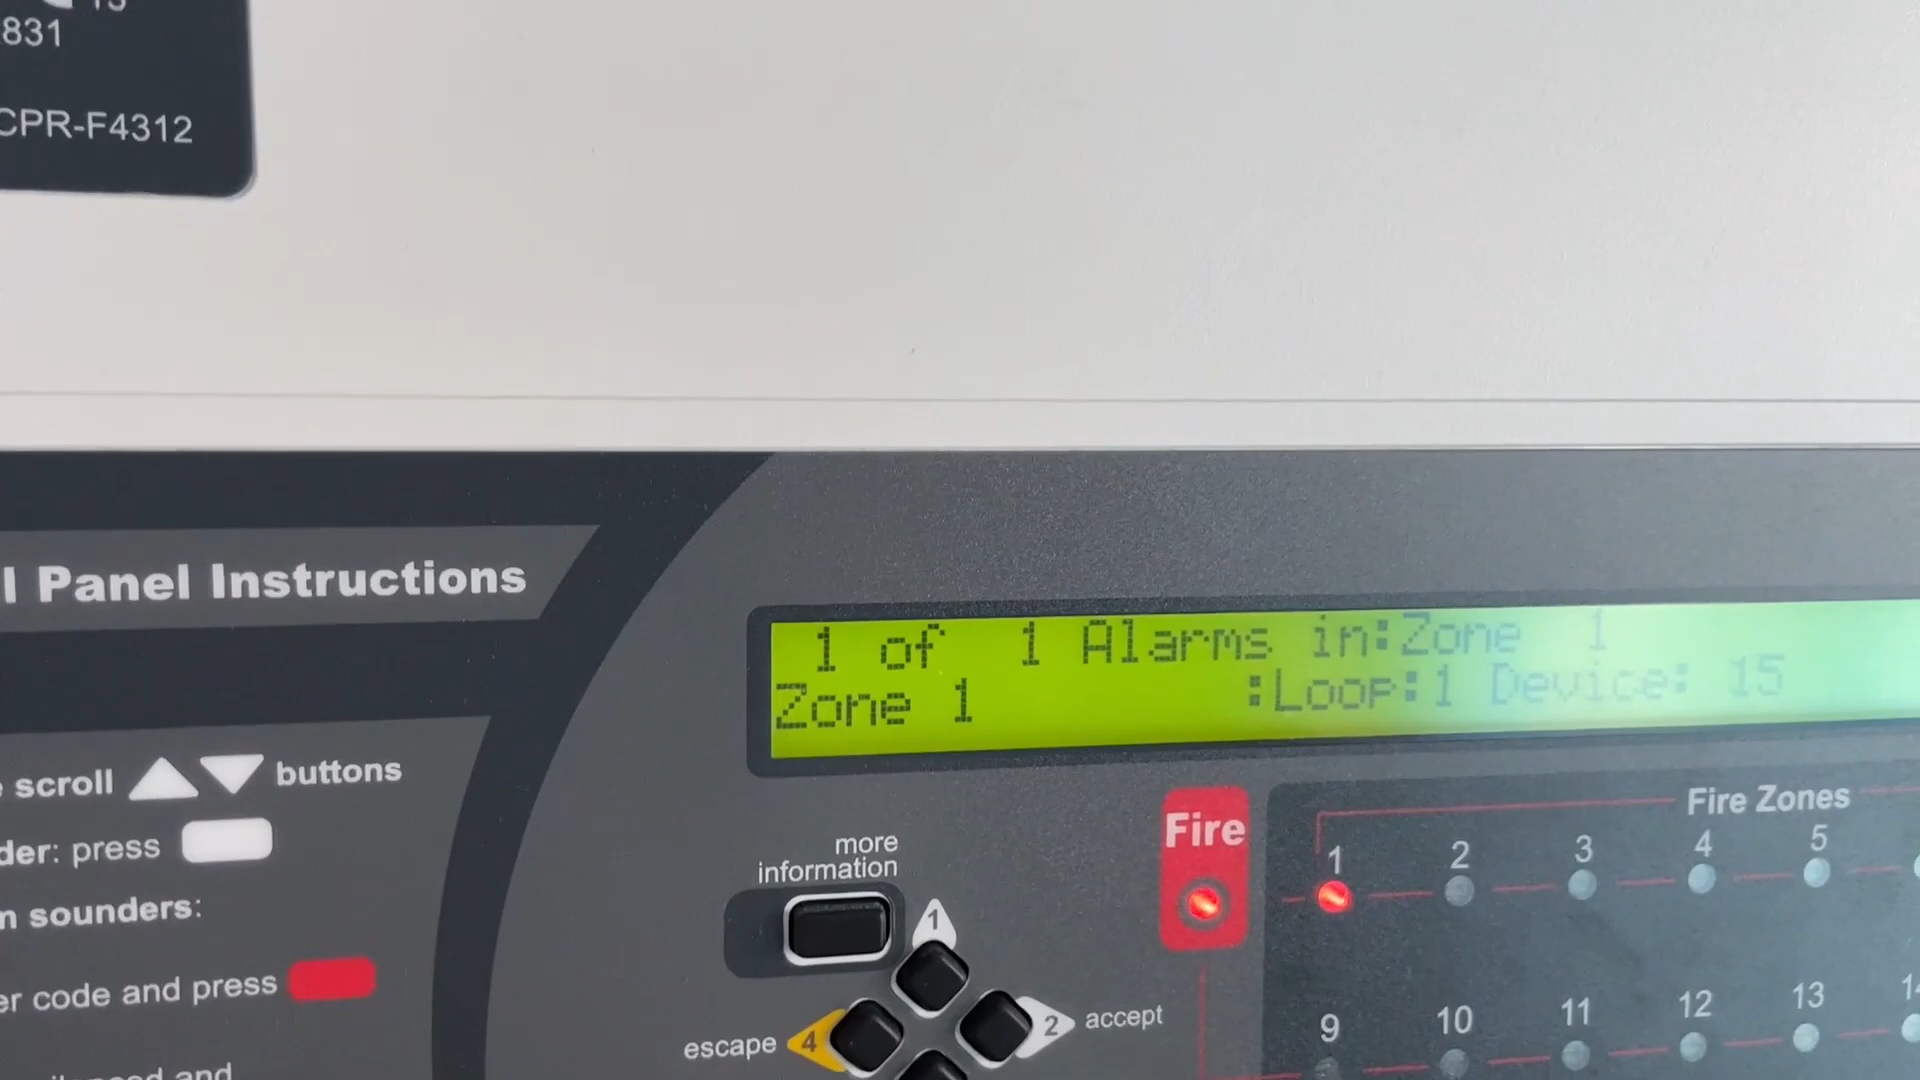 831
CPR-F4312
l Panel Instructions
1 of 1 Alarms in:Zone 1
Zone 1 :Loop:1 Device: 15
scroll buttons
der: press
sounders:
er code and press
and
more
information
1
2 accept
escape 4
Fire
Fire Zones
1 2 3 4 5
9 10 11 12 13